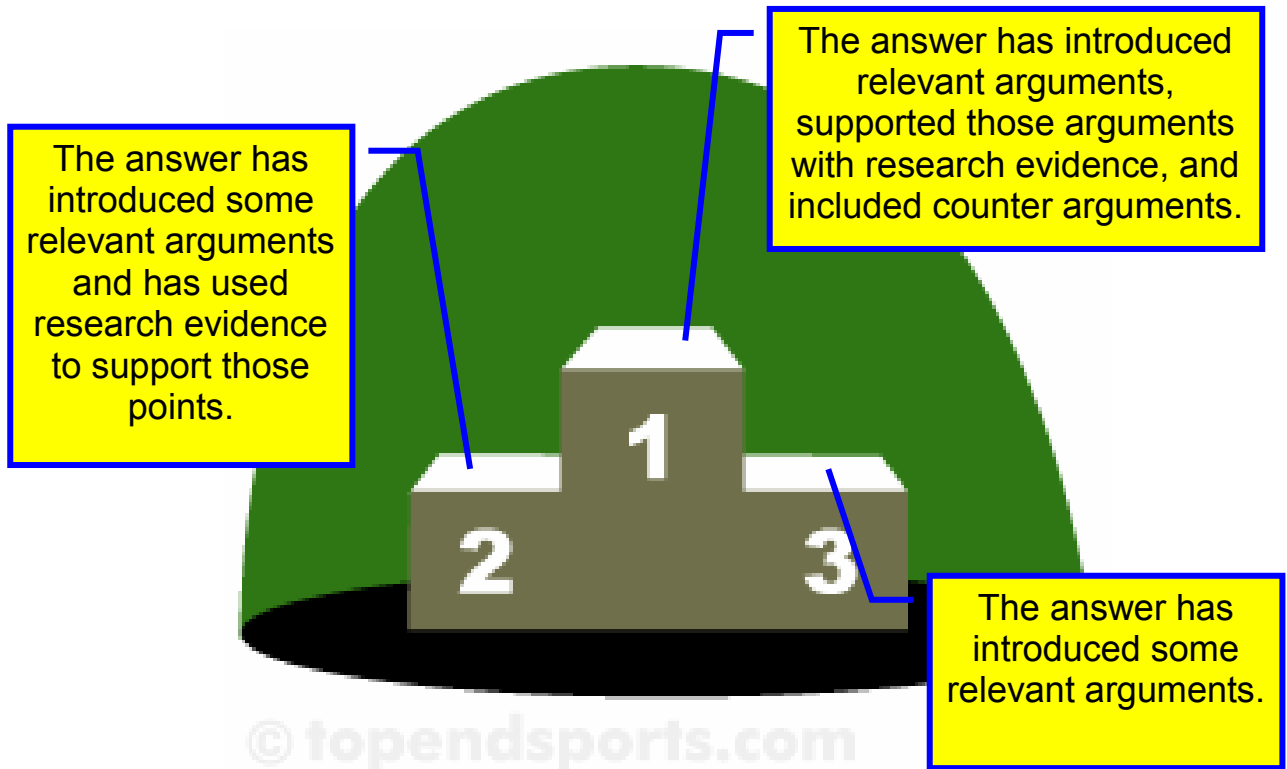 The answer has introduced
relevant arguments,
supported those arguments
with research evidence, and
included counter arguments.
The answer has
introduced some
relevant arguments
and has used
research evidence
to support those
points.
1
2
3
The answer has
introduced some
relevant arguments.
© topendsports.com